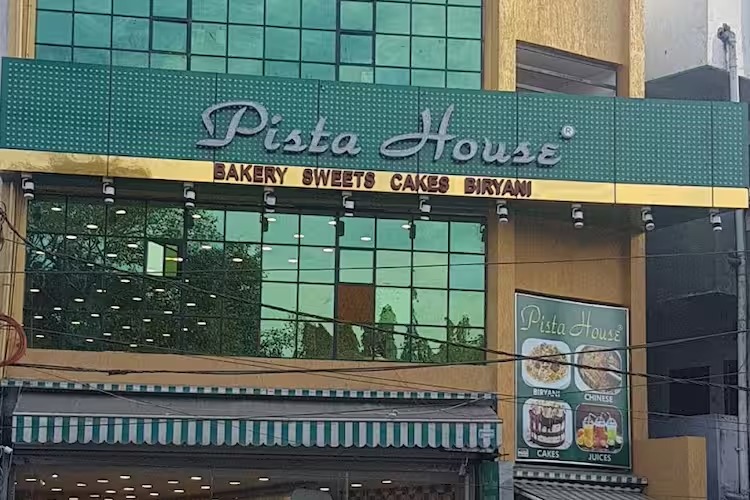 Pista House ®
BAKERY SWEETS CAKES BIRYANI
Pista House
BIRYANI CHINESE
CAKES JUICES